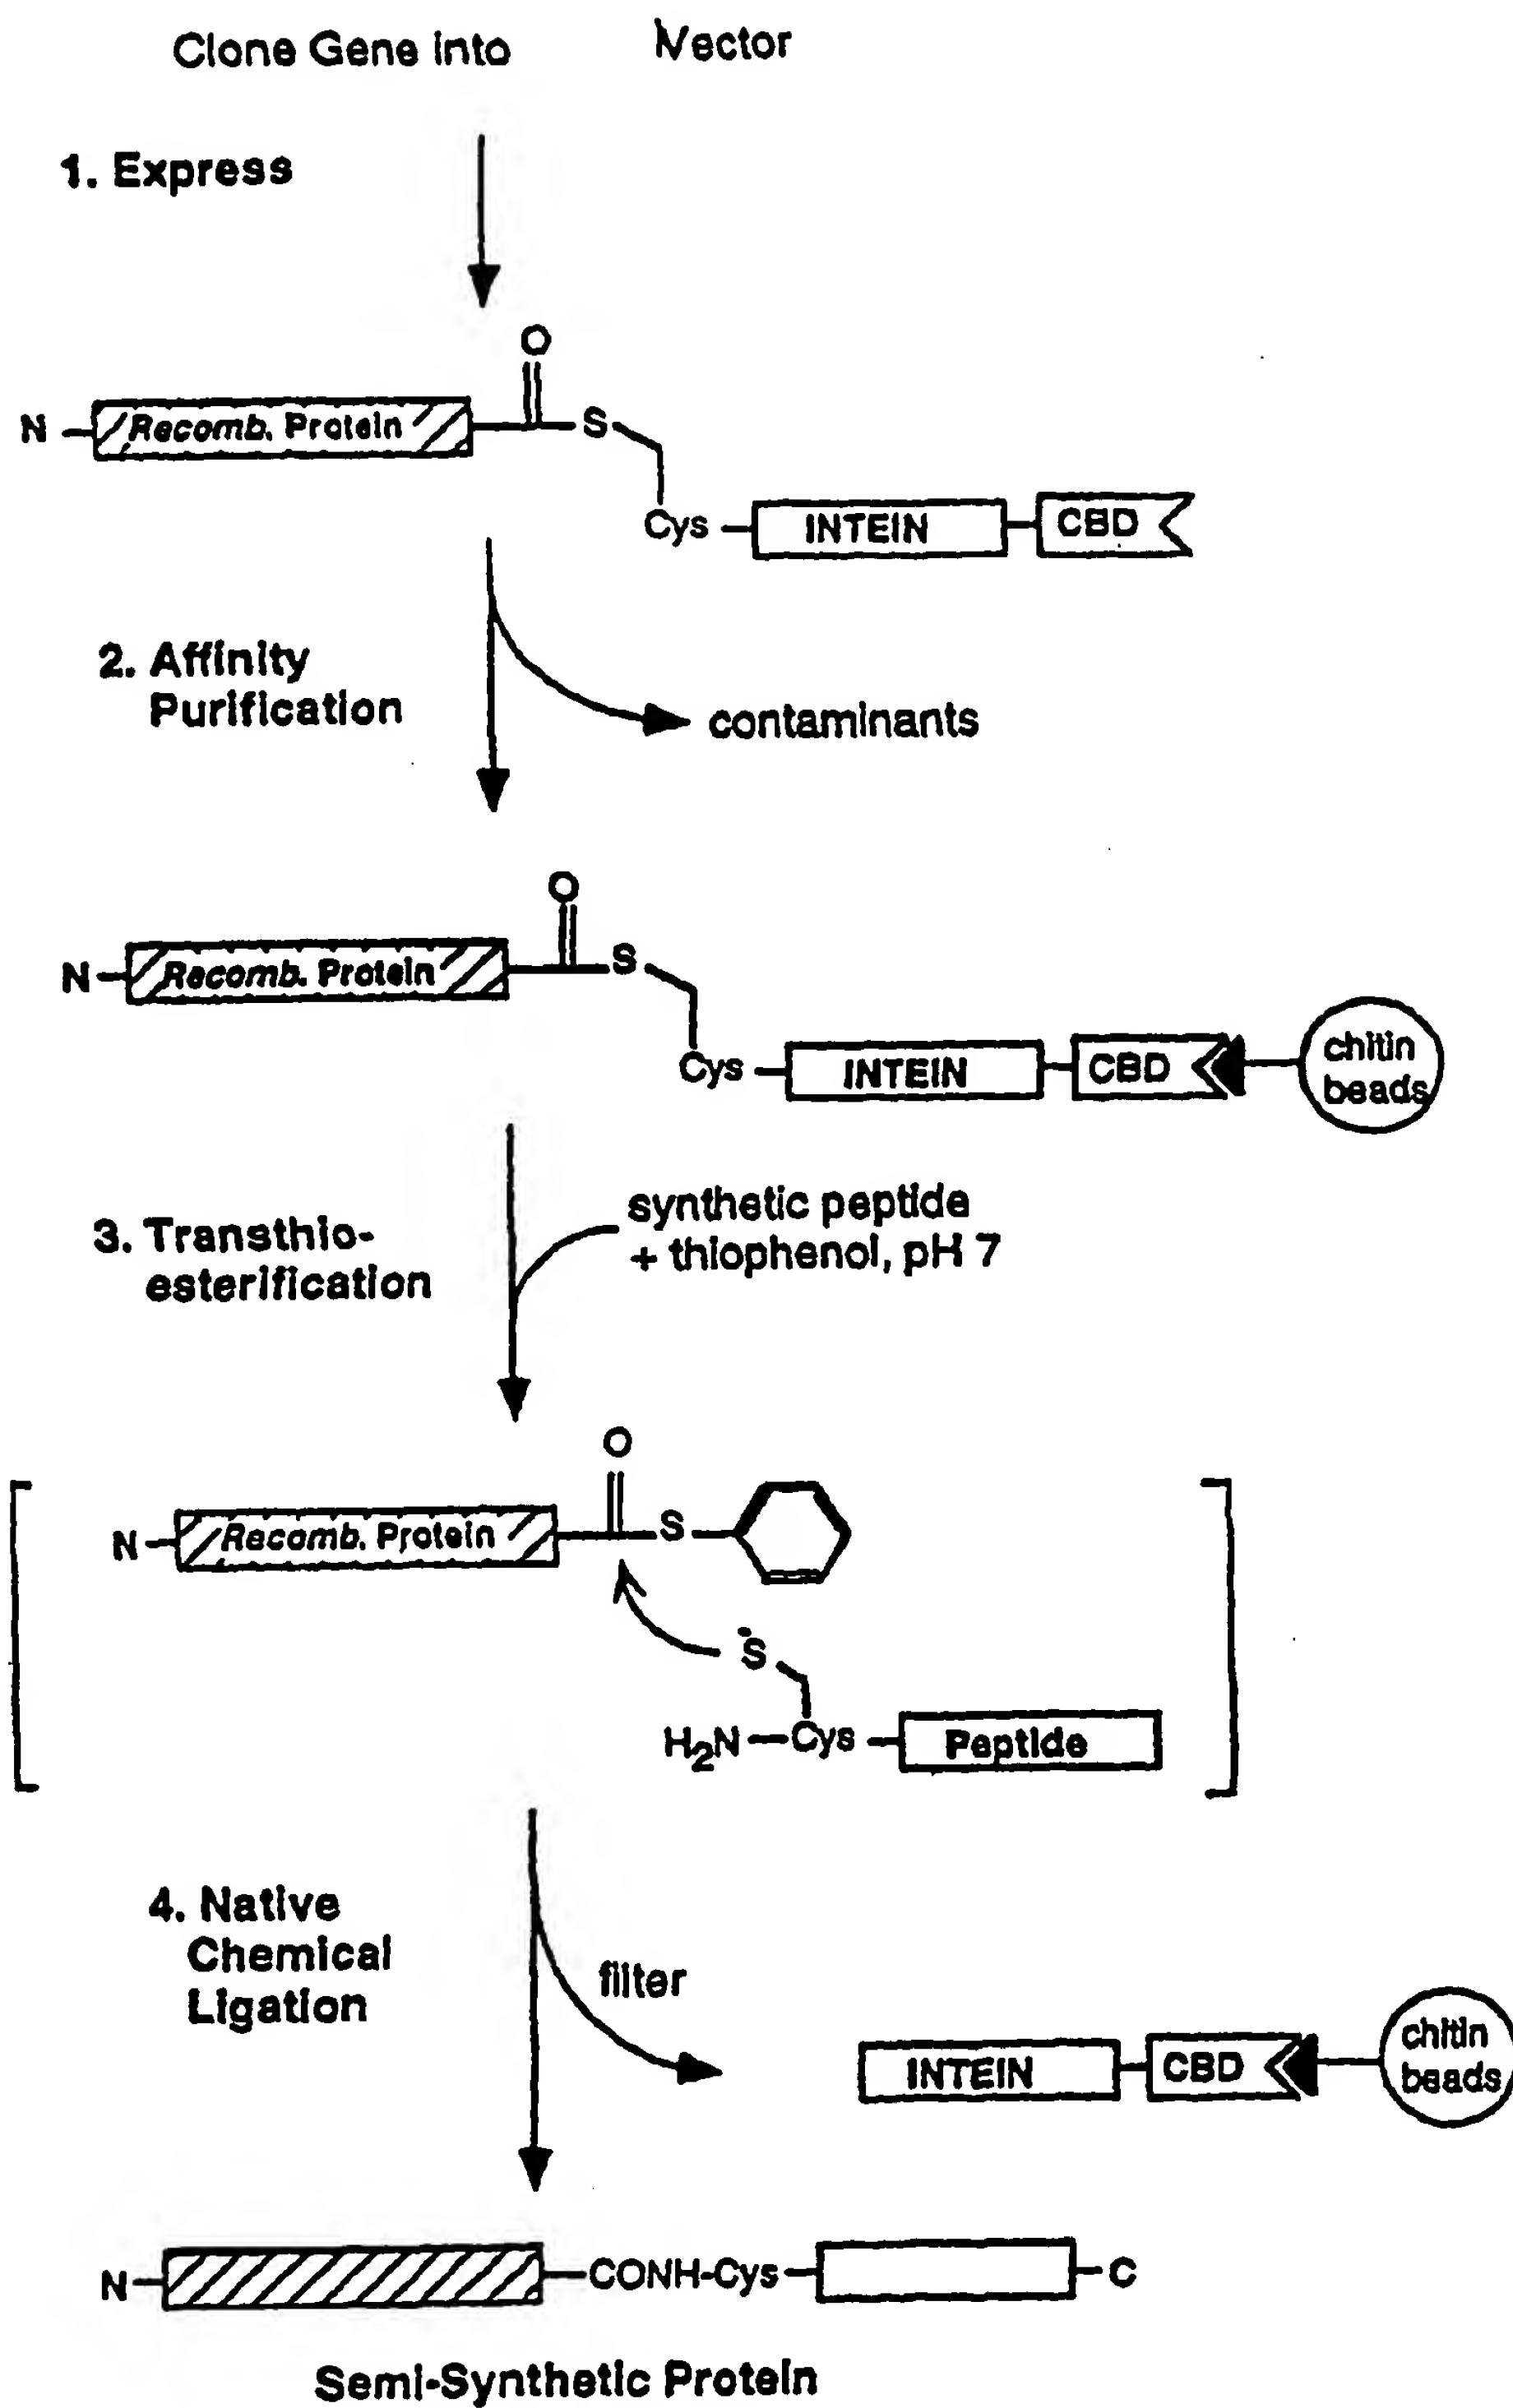 Clone Gene into Vector
1. Express
O
N Recomb. Protein S
Cys INTEIN CBD
2. Affinity
Purification
contaminants
O
N Recomb. Protein S
Cys INTEIN CBD
chitin
beads
3. Transthio-
esterification
synthetic peptide
+ thiophenol, pH 7
O
N Recomb. Protein S
-S
H2N Cys Peptide
4. Native
Chemical
Ligation
filter
INTEIN CBD
chitin
beads
N CONH-Cys C
Semi-Synthetic Protein